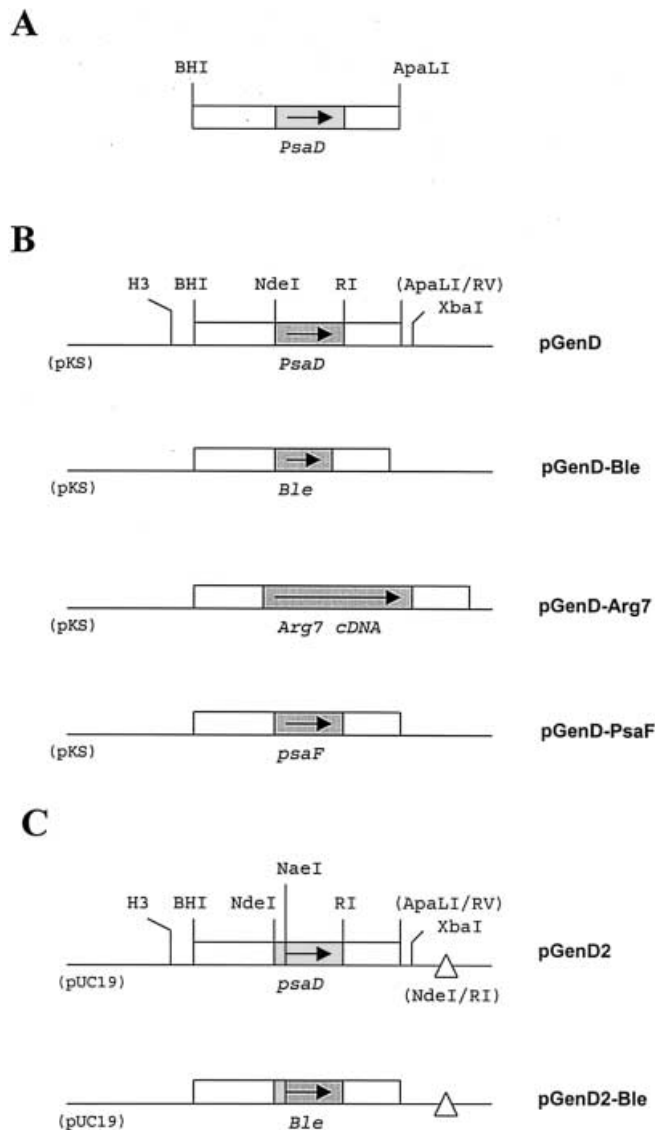 A
BHI ApaLI
PsaD
B
H3 BHI NdeI RI (ApaLI/RV)
XbaI
pGenD
(pKS) PsaD
pGenD-Ble
(pKS) Ble
pGenD-Arg7
(pKS) Arg7 cDNA
pGenD-PsaF
(pKS) psaF
C
NaeI
H3 BHI NdeI RI (ApaLI/RV)
XbaI
pGenD2
(pUC19) psaD (NdeI/RI)
pGenD2-Ble
(pUC19) Ble